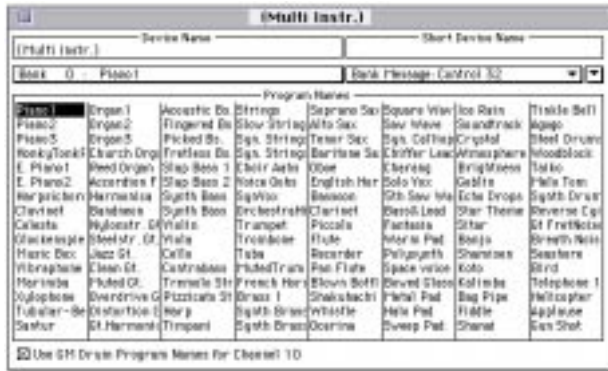 (Multi Instr.)
Device Name
Short Device Name
(Multi Instr.)
Bank 0 - Piano1
Bank Message: Control 32
Program Names
Piano1 Organ1 Acoustic Bs. Strings Soprano Sax Square Wav Ice Rain Tinkle Bell
Piano2 Organ2 Fingered Bs Slow String Alto Sax Saw Wave Soundtrack Agogo
Piano3 Organ3 Picked Bs. Syn. Strings Tenor Sax Syn. Calliop Crystal Steel Drums
HonkyTonkP Church Org Fretless Bs. Syn. Strings Baritone Sa Chiffer Lead Atmosphere Woodblock
E. Piano1 Reed Organ Slap Bass 1 Choir Aahs Oboe Charang Brightness Taiko
E. Piano2 Accordion F Slap Bass 2 Voice Oohs English Hor Solo Vox Goblin Melo Tom
Harpsichord Harmonica Synth Bass SynVox Bassoon 5th Saw Wa Echo Drops Synth Drum
Clavinet Bandneon Synth Bass OrchestraHi Clarinet Bass& Lead Star Theme Reverse Cy
Celesta Nylonstr. Gt Violin Trumpet Piccolo Fantasia Sitar Gt FretNoise
Glockenspie Steelstr. Gt. Viola Trombone Flute Warm Pad Banjo Breath Nois
Music Box Jazz Gt. Cello Tuba Recorder Polysynth Shamisen Seashore
Vibraphone Clean Gt. Contrabass MutedTrum Pan Flute Space voice Koto Bird
Marimba Muted Gt. Tremolo Str French Horn Blown Bottl Bowed Glass Kalimba Telephone 1
Xylophone Overdrive G Pizzicato St Brass 1 Shakuhachi Metal Pad Bag Pipe Helicopter
Tubular-Be Distortion G Harp Synth Brass Whistle Halo Pad Fiddle Applause
Santur Gt.Harmonic Timpani Synth Brass Ocarina Sweep Pad Shanai Gun Shot
Use GM Drum Program Names for Channel 10